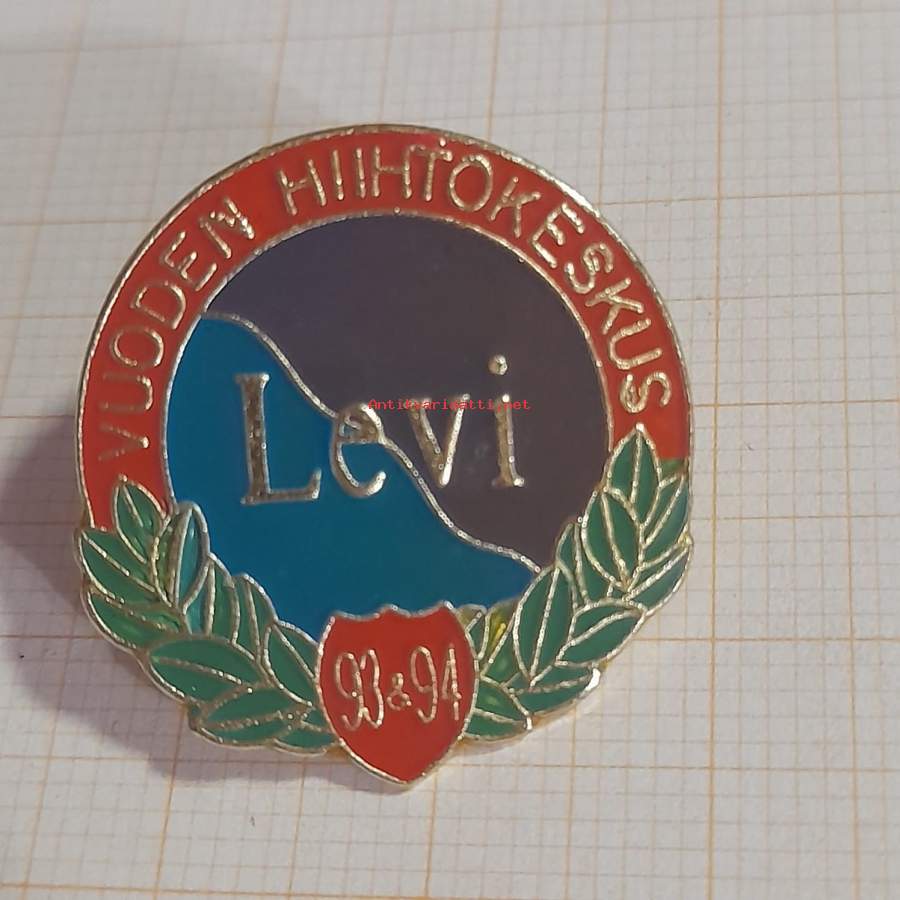 VUODEN HIIHTOKESKUS
Levi
Antikvariaatti.net
93 & 94